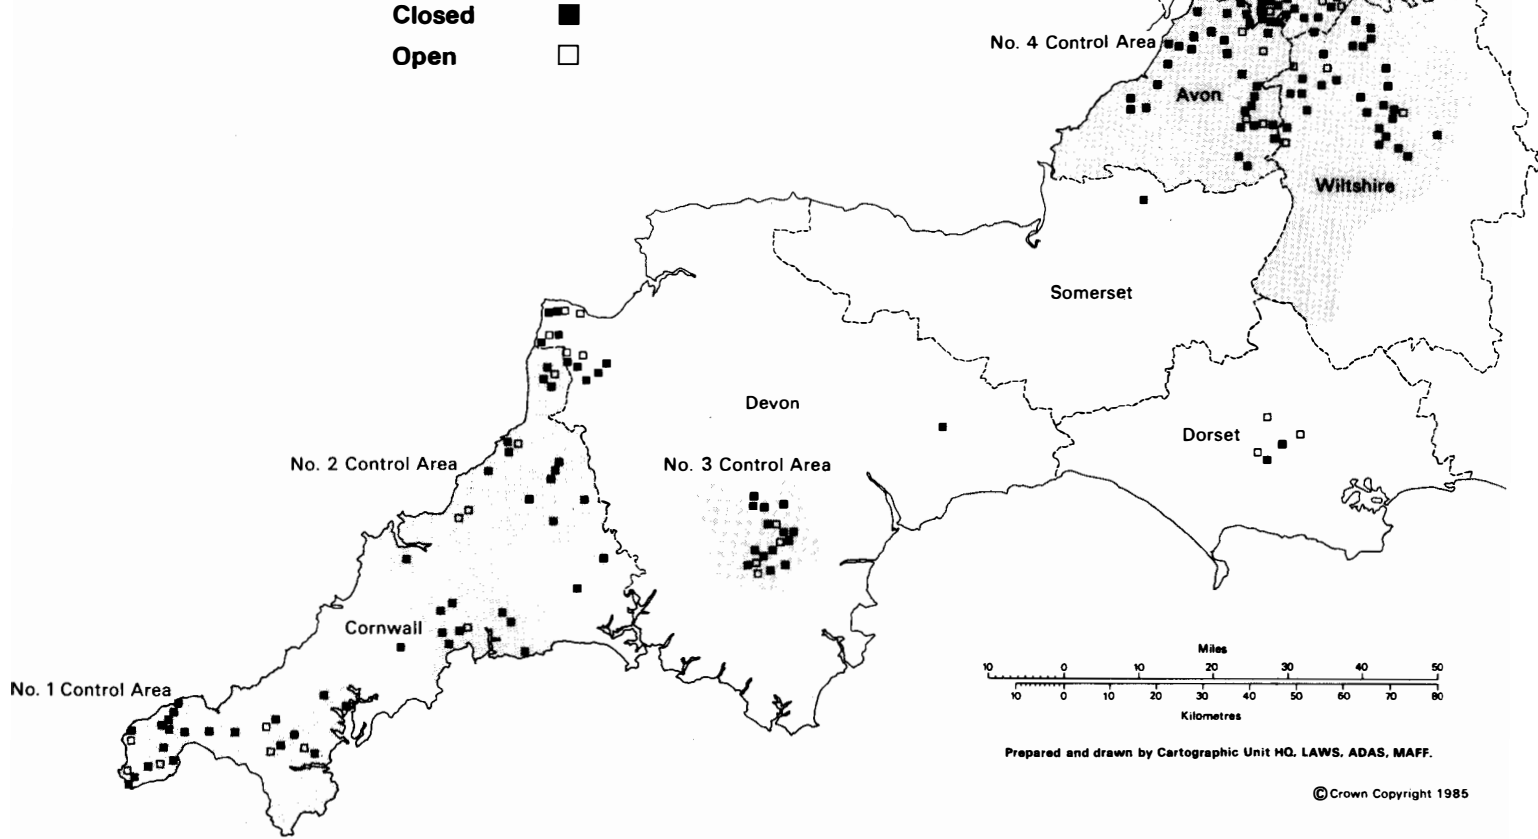 Closed
Open
No. 4 Control Area
Avon
Wiltshire
Somerset
Devon
Dorset
No. 2 Control Area
No. 3 Control Area
Cornwall
No. 1 Control Area
Miles
10 0 10 20 30 40 50
10 0 10 20 30 40 50 60 70 80
Kilometres
Prepared and drawn by Cartographic Unit HQ. LAWS. ADAS, MAFF.
© Crown Copyright 1985